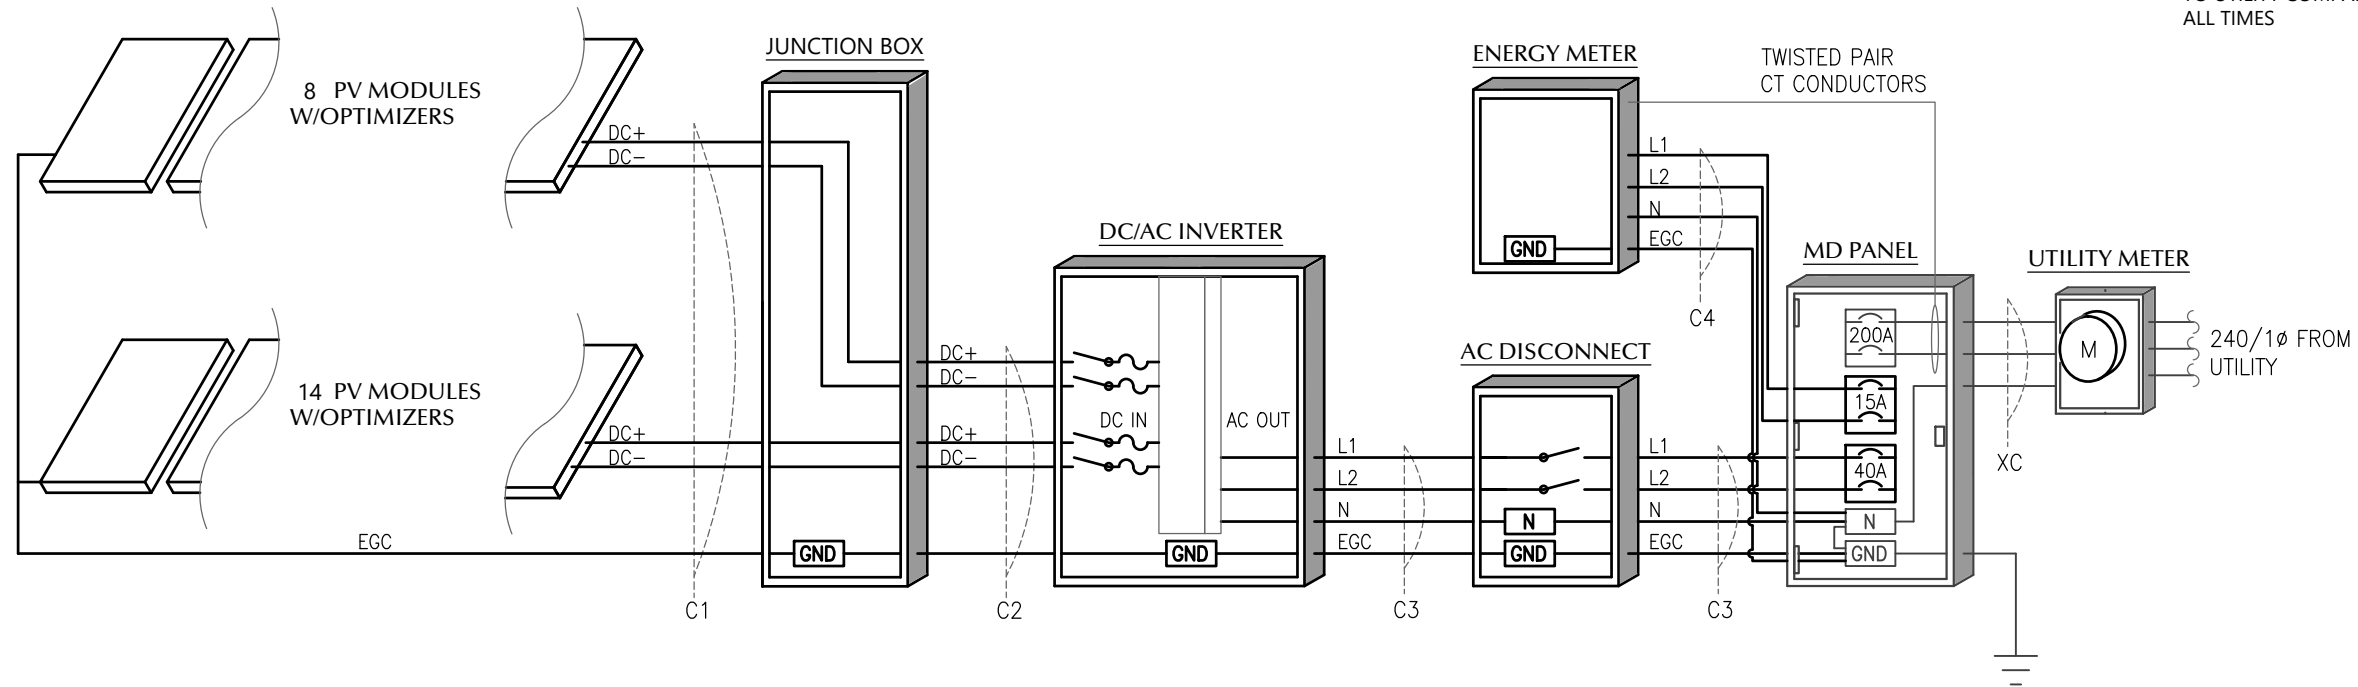 ALL TIMES
JUNCTION BOX
ENERGY METER
TWISTED PAIR
CT CONDUCTORS
8 PV MODULES
W/OPTIMIZERS
DC+
DC-
L1
L2
N
EGC
GND
C4
DC/AC INVERTER
MD PANEL
UTILITY METER
200A
M
240/1ø FROM
UTILITY
AC DISCONNECT
14 PV MODULES
W/OPTIMIZERS
DC+
DC-
DC+
DC-
DC+
DC-
DC IN
AC OUT
15A
40A
XC
L1
L2
N
EGC
L1
L2
N
EGC
N
N
EGC
GND
GND
GND
GND
C1
C2
C3
C3